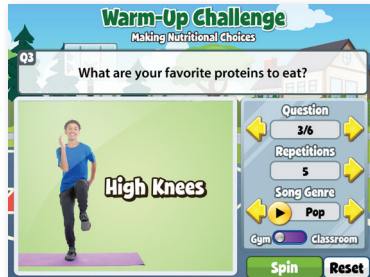 Warm-Up Challenge
Making Nutritional Choices
Q3
What are your favorite proteins to eat?
High Knees
Question
3/6
Repetitions
5
Song Genre
Pop
Gym Classroom
Spin Reset